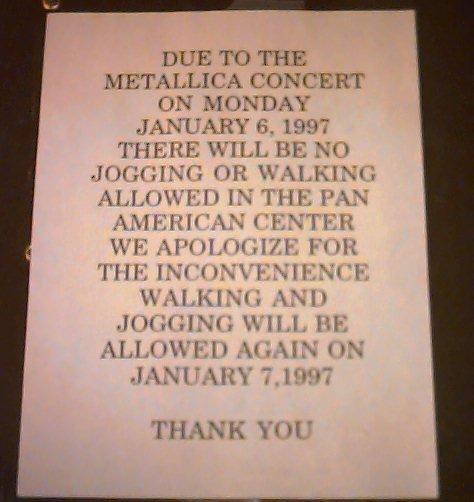 DUE TO THE
METALLICA CONCERT
ON MONDAY
JANUARY 6, 1997
THERE WILL BE NO
JOGGING OR WALKING
ALLOWED IN THE PAN
AMERICAN CENTER
WE APOLOGIZE FOR
THE INCONVENIENCE
WALKING AND
JOGGING WILL BE
ALLOWED AGAIN ON
JANUARY 7,1997
THANK YOU